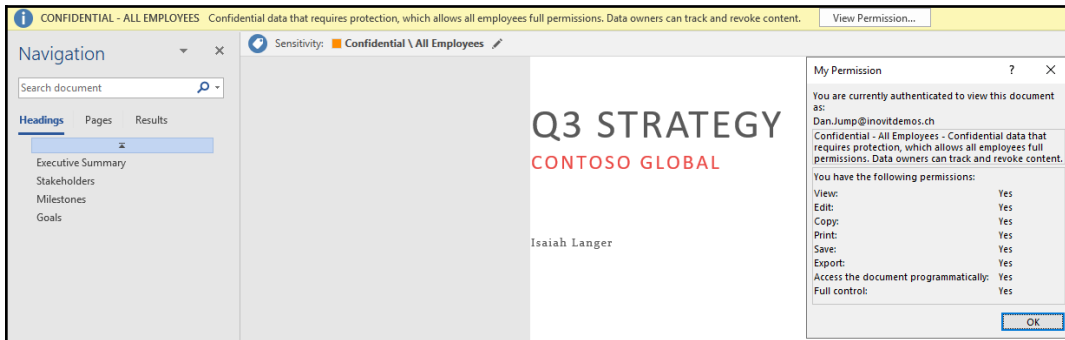 CONFIDENTIAL - ALL EMPLOYEES Confidential data that requires protection, which allows all employees full permissions. Data owners can track and revoke content. View Permission...
Navigation
Search document
Headings Pages Results
Executive Summary
Stakeholders
Milestones
Goals
Sensitivity: Confidential \ All Employees
Q3 STRATEGY
CONTOSO GLOBAL
Isaiah Langer
My Permission ? X
You are currently authenticated to view this document
as:
Dan.Jump@inovitdemos.ch
Confidential - All Employees - Confidential data that
requires protection, which allows all employees full
permissions. Data owners can track and revoke content.
You have the following permissions:
View: Yes
Edit: Yes
Copy: Yes
Print: Yes
Save: Yes
Export: Yes
Access the document programmatically: Yes
Full control: Yes
OK